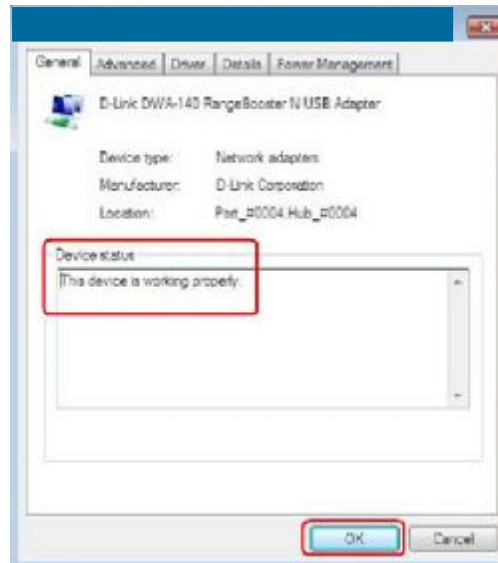 General Advanced Driver Details Power Management
D-Link DWA-140 RangeBooster N USB Adapter
Device type: Network adapters
Manufacturer: D-Link Corporation
Location: Port_#0004.Hub_#0004
Device status
This device is working properly.
OK Cancel